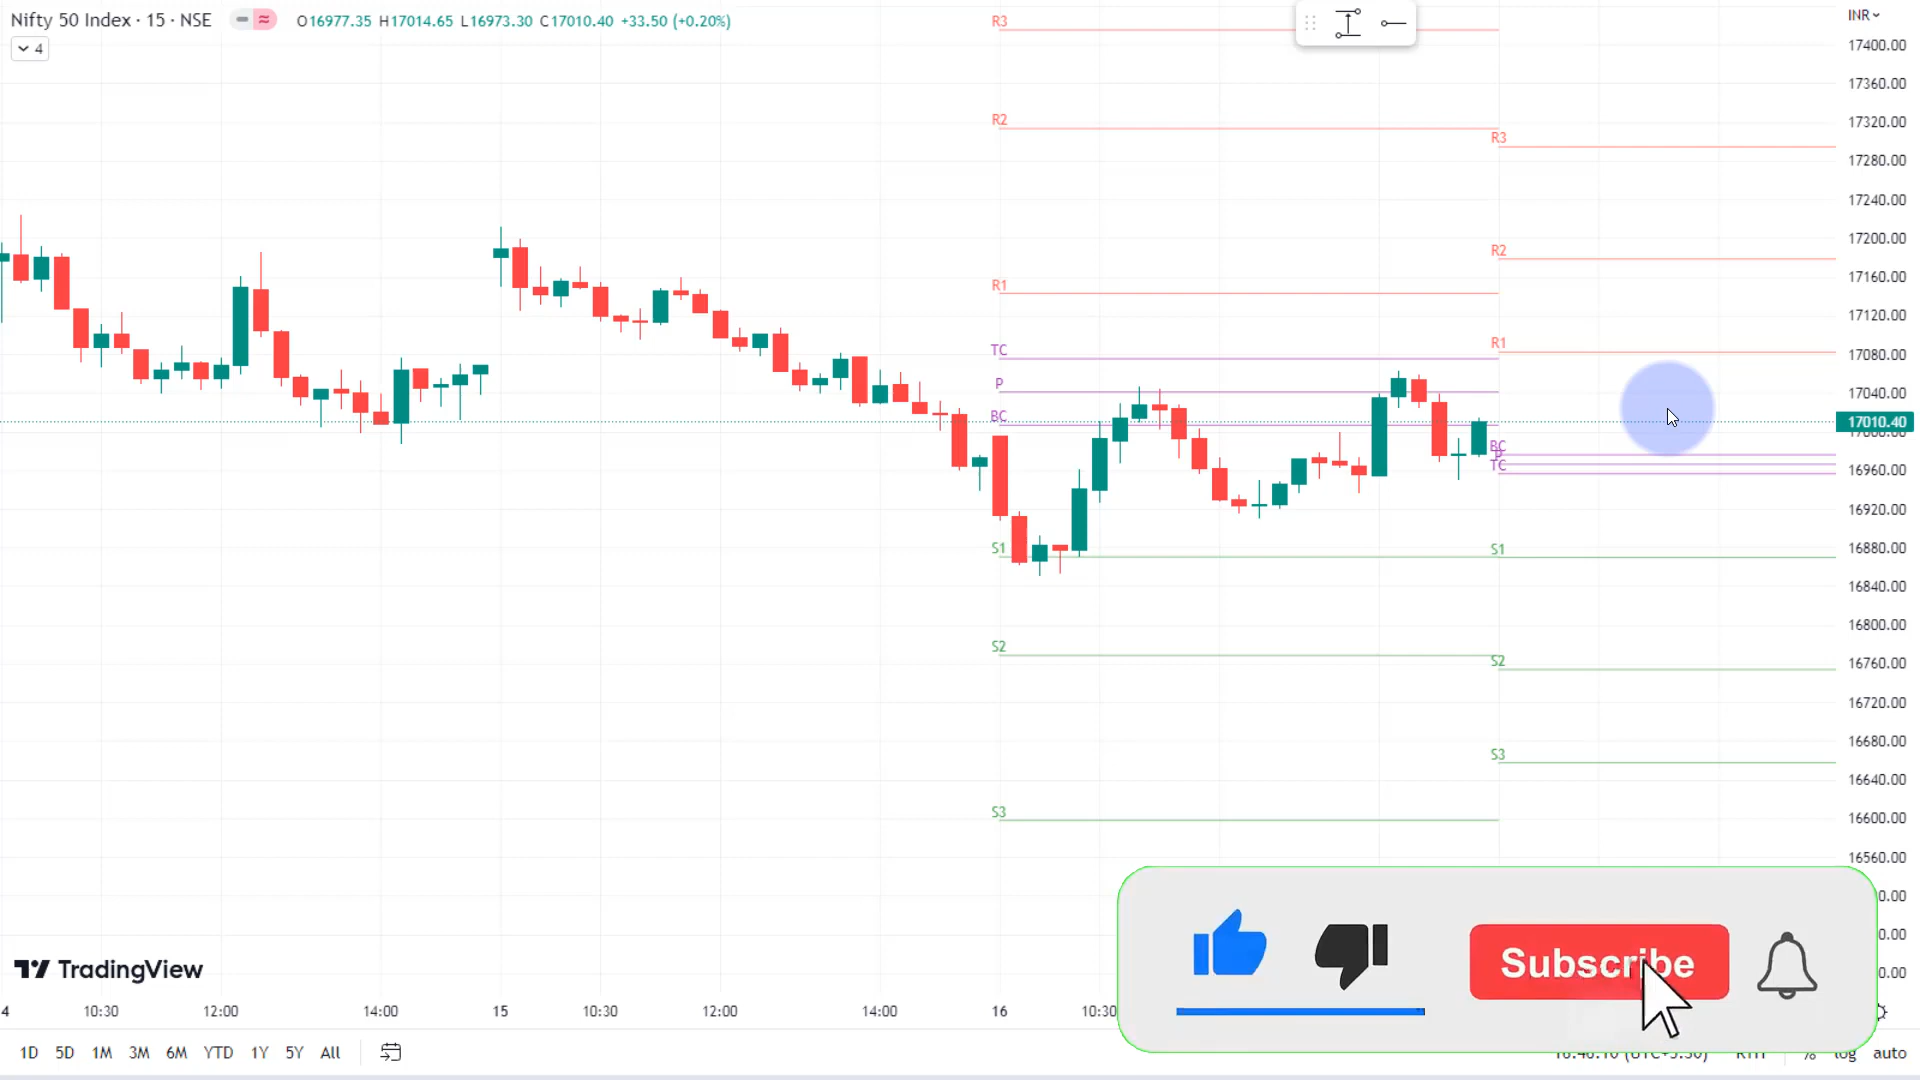 Nifty 50 Index · 15 · NSE O16977.35 H17014.65 L16973.30 C17010.40 +33.50 (+0.20%)
4
INR
17400.00
17360.00
17320.00
17280.00
17240.00
17200.00
17160.00
17120.00
17080.00
17040.00
17010.40
17000.00
16960.00
16920.00
16880.00
16840.00
16800.00
16760.00
16720.00
16680.00
16640.00
16600.00
16560.00
R3
R2
R1
TC
P
BC
S1
S2
S3
R3
R2
R1
BC
P
TC
S1
S2
S3
TradingView
Subscribe
4 10:30 12:00 14:00 15 10:30 12:00 14:00 16 10:30
1D 5D 1M 3M 6M YTD 1Y 5Y All
% log auto